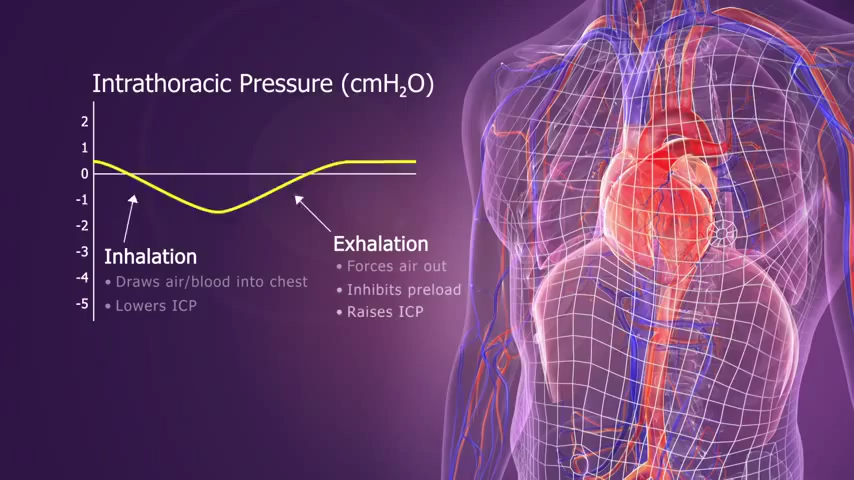 Intrathoracic Pressure (cmH₂O)
2
1
0
-1
-2
-3
-4
-5
Inhalation
• Draws air/blood into chest
• Lowers ICP
Exhalation
• Forces air out
• Inhibits preload
• Raises ICP